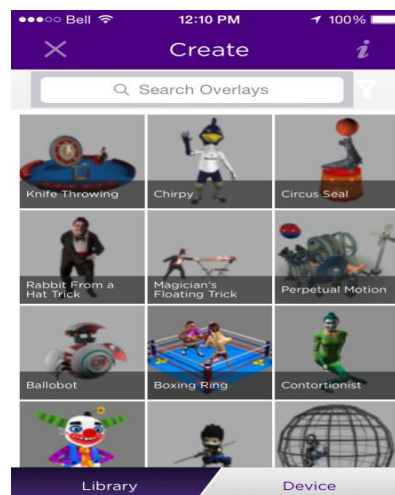 Bell 12:10 PM 100%
Create i
Search Overlays
Knife Throwing
Chirpy
Circus Seal
Rabbit From a
Hat Trick
Magician's
Floating Trick
Perpetual Motion
Ballobot
Boxing Ring
Contortionist
Library
Device